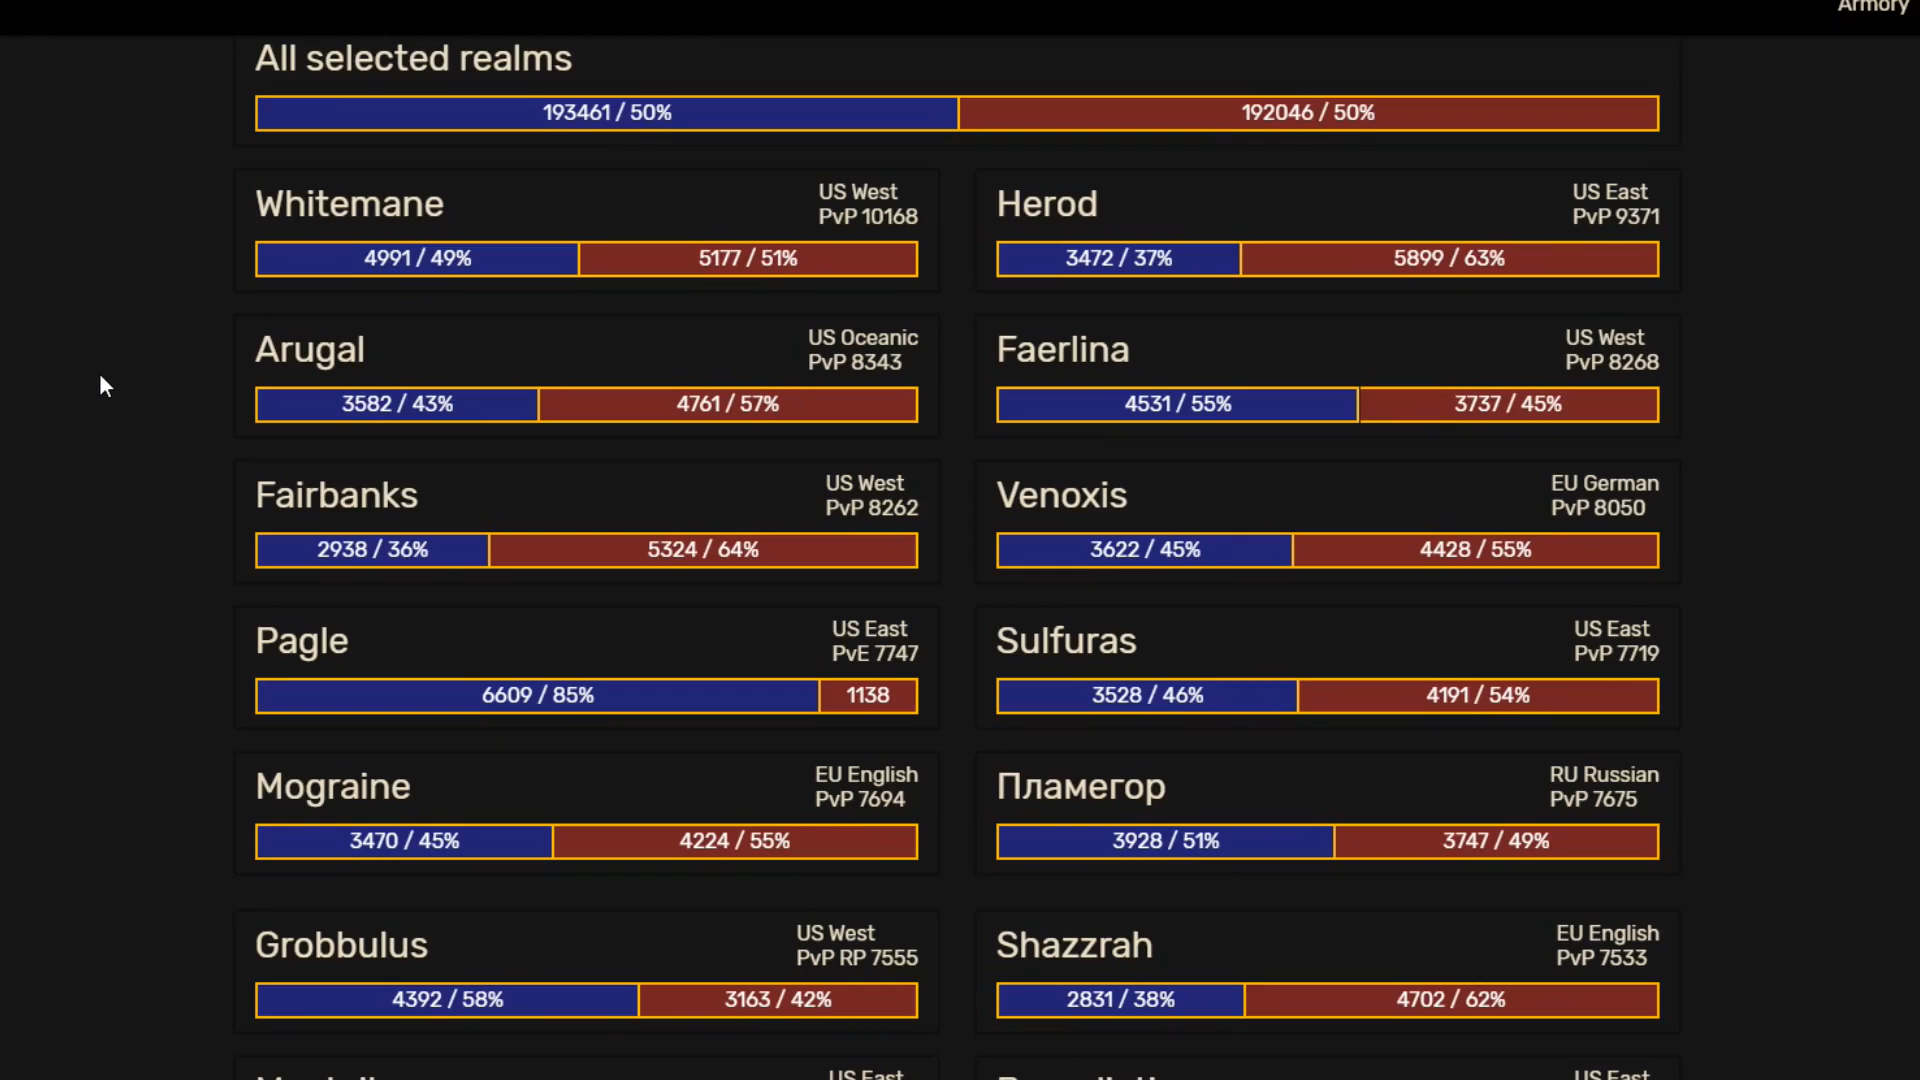 Armory
All selected realms
193461 / 50%
192046 / 50%
Whitemane
US West
PvP 10168
4991 / 49%
5177 / 51%
Herod
US East
PvP 9371
3472 / 37%
5899 / 63%
Arugal
US Oceanic
PvP 8343
3582 / 43%
4761 / 57%
Faerlina
US West
PvP 8268
4531 / 55%
3737 / 45%
Fairbanks
US West
PvP 8262
2938 / 36%
5324 / 64%
Venoxis
EU German
PvP 8050
3622 / 45%
4428 / 55%
Pagle
US East
PvE 7747
6609 / 85%
1138
Sulfuras
US East
PvP 7719
3528 / 46%
4191 / 54%
Mograine
EU English
PvP 7694
3470 / 45%
4224 / 55%
Пламегор
RU Russian
PvP 7675
3928 / 51%
3747 / 49%
Grobbulus
US West
PvP RP 7555
4392 / 58%
3163 / 42%
Shazzrah
EU English
PvP 7533
2831 / 38%
4702 / 62%
US East
US East